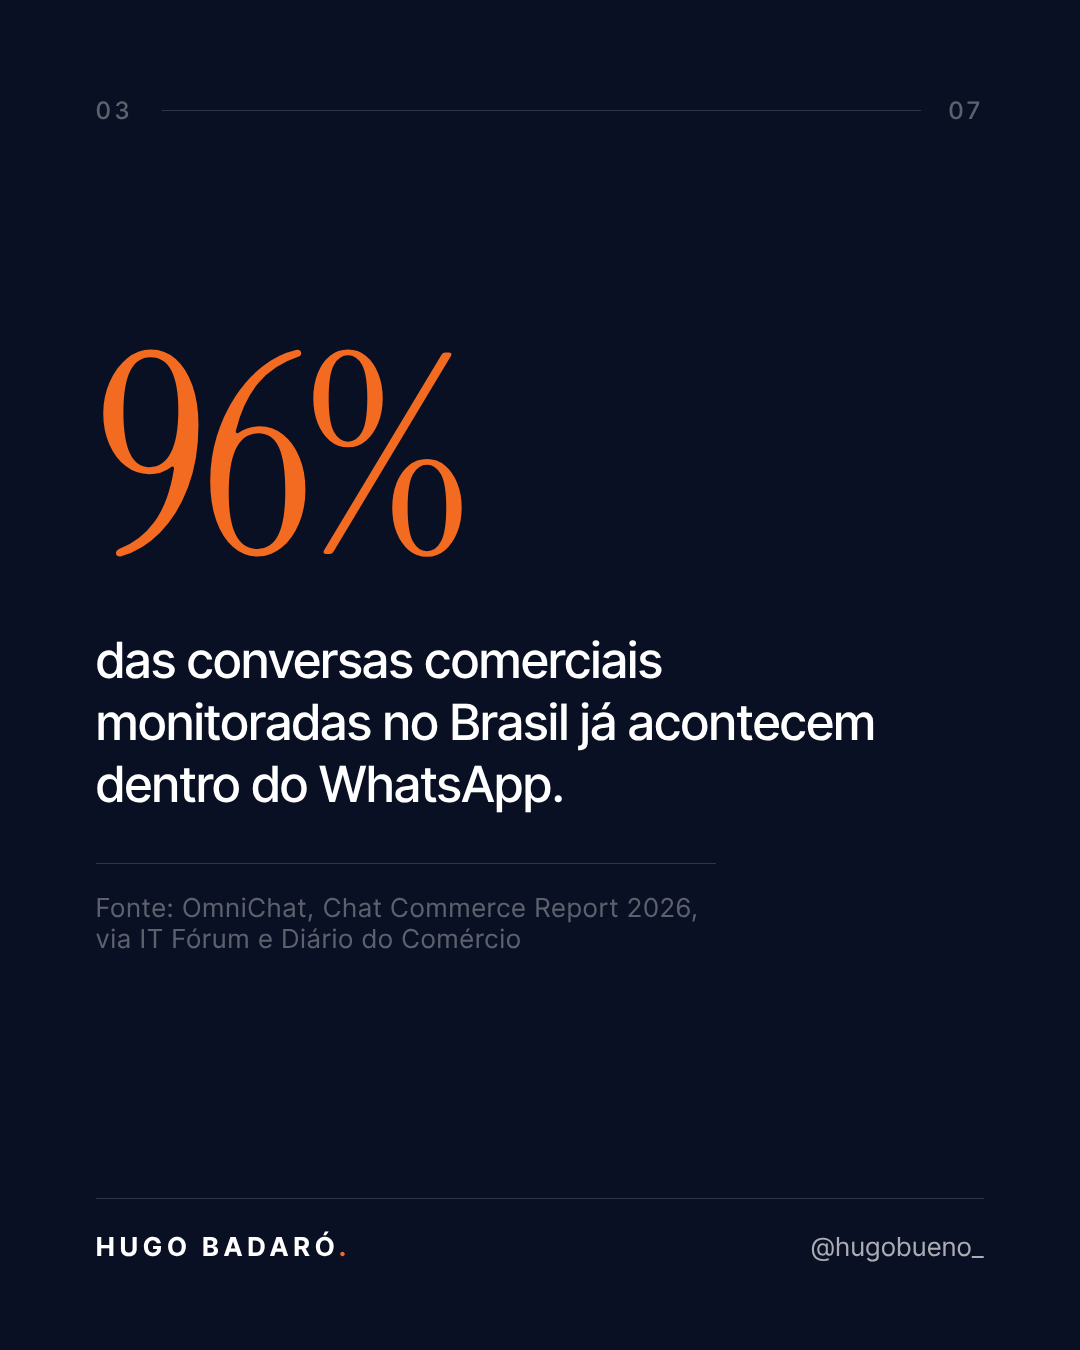 03 07
96%
das conversas comerciais
monitoradas no Brasil já acontecem
dentro do WhatsApp.
Fonte: OmniChat, Chat Commerce Report 2026,
via IT Fórum e Diário do Comércio
HUGO BADARÓ. @hugobueno_